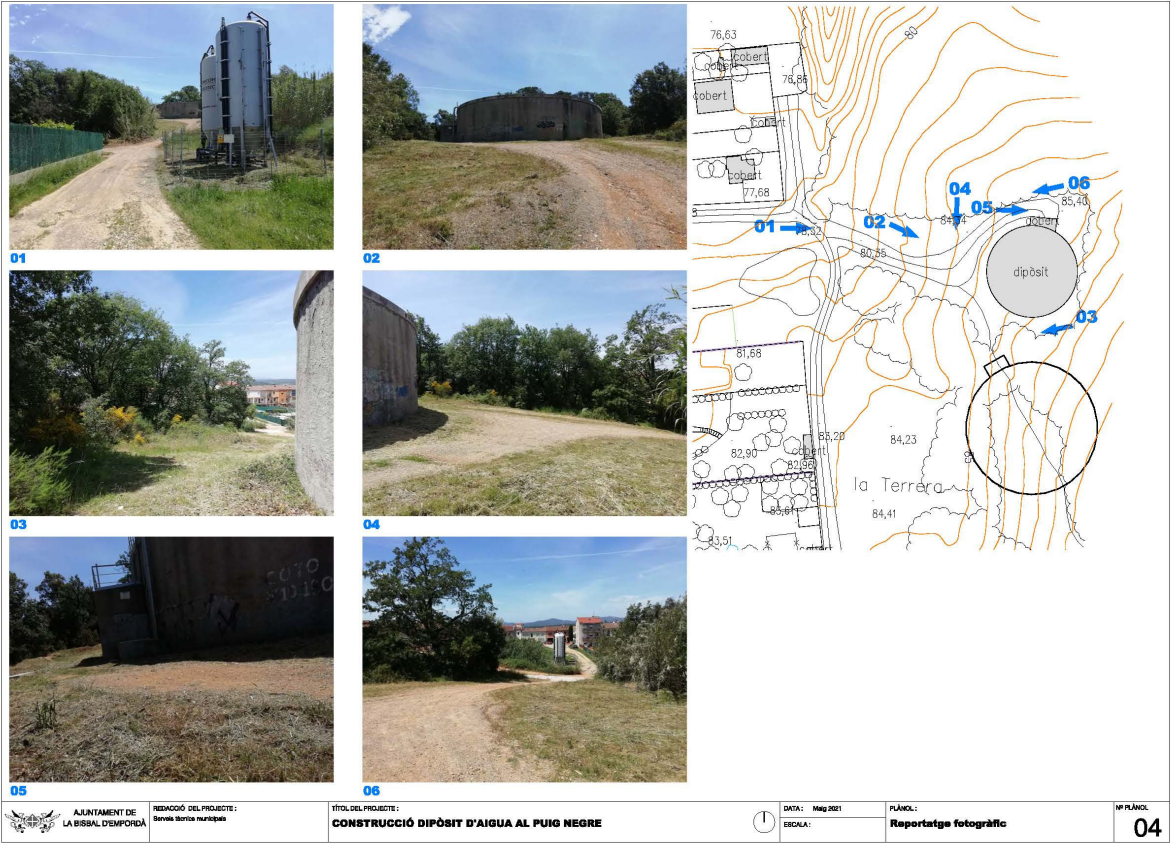 01
02
03
04
05
06
76,63
cobert
cobert
76,86
cobert
cobert
cobert
77,68
01
02
04
05
06
84,74
85,40
cobert
80,55
dipòsit
03
81,68
83,20
cobert
82,90
82,96
84,23
la Terrera
84,41
83,51
AJUNTAMENT DE
LA BISBAL D'EMPORDÀ
REDACCIÓ DEL PROJECTE :
Serveis tècnics municipals
TÍTOL DEL PROJECTE :
CONSTRUCCIÓ DIPÒSIT D'AIGUA AL PUIG NEGRE
DATA : Maig 2021
ESCALA :
PLÀNOL :
Reportatge fotogràfic
Nº PLÀNOL
04